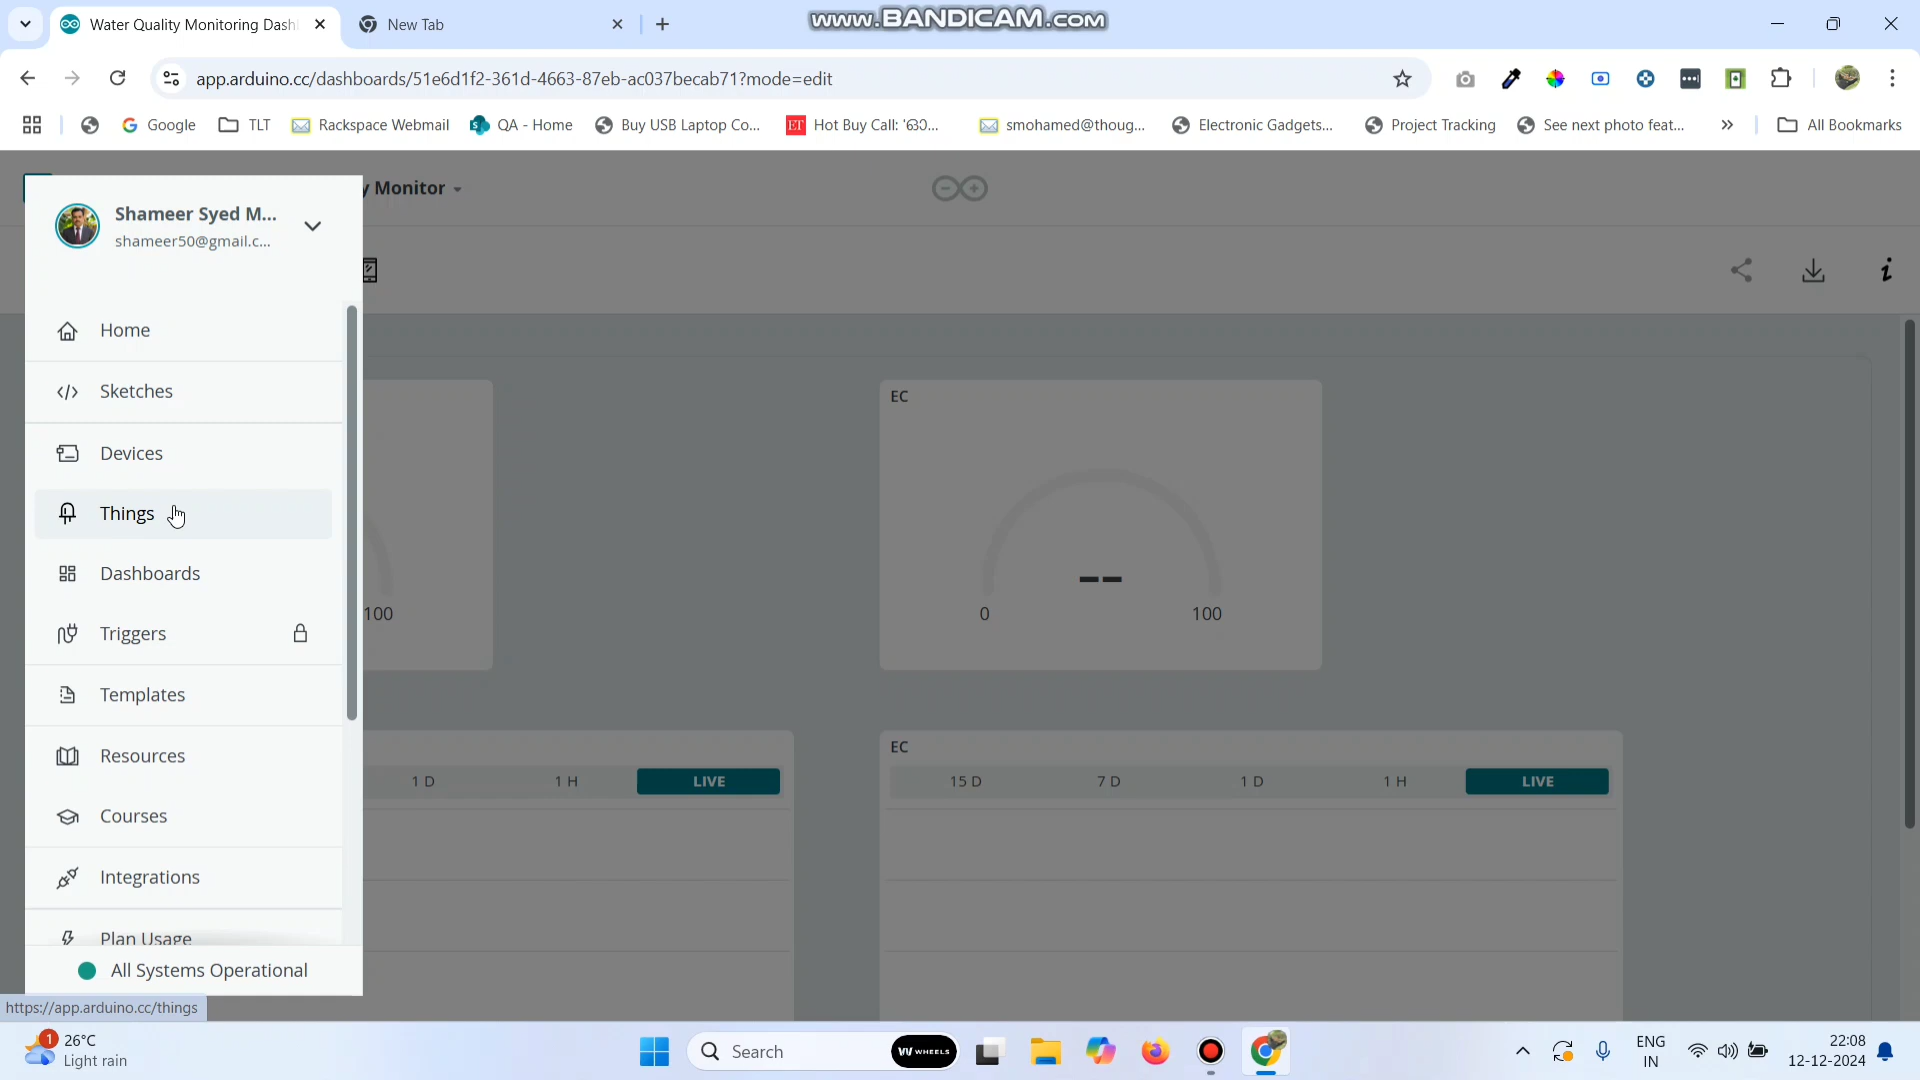 Water Quality Monitoring Dash
New Tab
www.BANDICAM.com
app.arduino.cc/dashboards/51e6d1f2-361d-4663-87eb-ac037becab71?mode=edit
Google
TLT
Rackspace Webmail
QA - Home
Buy USB Laptop Co...
ET
smohamed@thoug...
Electronic Gadgets...
Project Tracking
See next photo feat...
»
All Bookmarks
y Monitor
Shameer Syed M...
shameer50@gmail.c...
Home
Sketches
Devices
Things
Dashboards
Triggers
Templates
Resources
Courses
Integrations
Plan Usage
All Systems Operational
https://app.arduino.cc/things
100
EC
--
0
100
1 D
1 H
LIVE
EC
15 D
7 D
1 D
1 H
LIVE
1
26°C
Light rain
Search
WHEELS
ENG
IN
22:08
12-12-2024